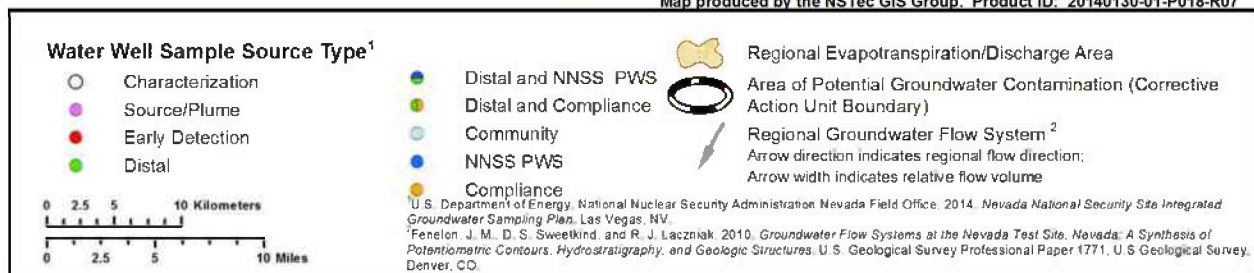 Map produced by the NSTec GIS Group. Product ID: 20140130-01-P018-R07
Water Well Sample Source Type1
Characterization
Source/Plume
Early Detection
Distal
0 2.5 5 10 Kilometers
0 2.5 5 10 Miles
Distal and NNSS PWS
Distal and Compliance
Community
NNSS PWS
Compliance
Regional Evapotranspiration/Discharge Area
Area of Potential Groundwater Contamination (Corrective
Action Unit Boundary)
Regional Groundwater Flow System 2
Arrow direction indicates regional flow direction;
Arrow width indicates relative flow volume
1U.S. Department of Energy, National Nuclear Security Administration Nevada Field Office, 2014. Nevada National Security Site Integrated
Groundwater Sampling Plan. Las Vegas, NV.
2Fenelon, J. M., D. S. Sweetkind, and R. J. Laczniak, 2010. Groundwater Flow Systems at the Nevada Test Site, Nevada: A Synthesis of
Potentiometric Contours, Hydrostratigraphy, and Geologic Structures. U.S. Geological Survey Professional Paper 1771, U.S Geological Survey,
Denver, CO.